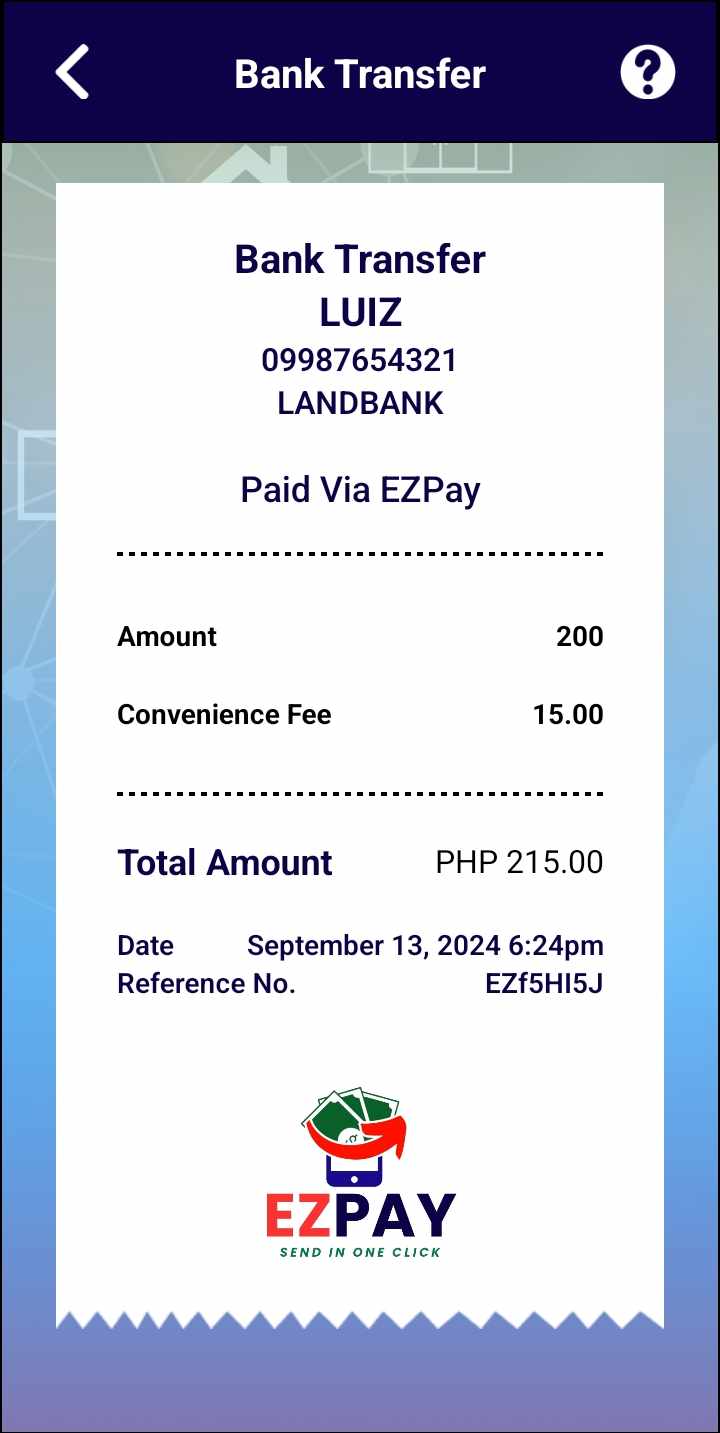 Bank Transfer
Bank Transfer
LUIZ
09987654321
LANDBANK
Paid Via EZPay
Amount 200
Convenience Fee 15.00
Total Amount PHP 215.00
Date September 13, 2024 6:24pm
Reference No. EZf5HI5J
EZPAY
SEND IN ONE CLICK